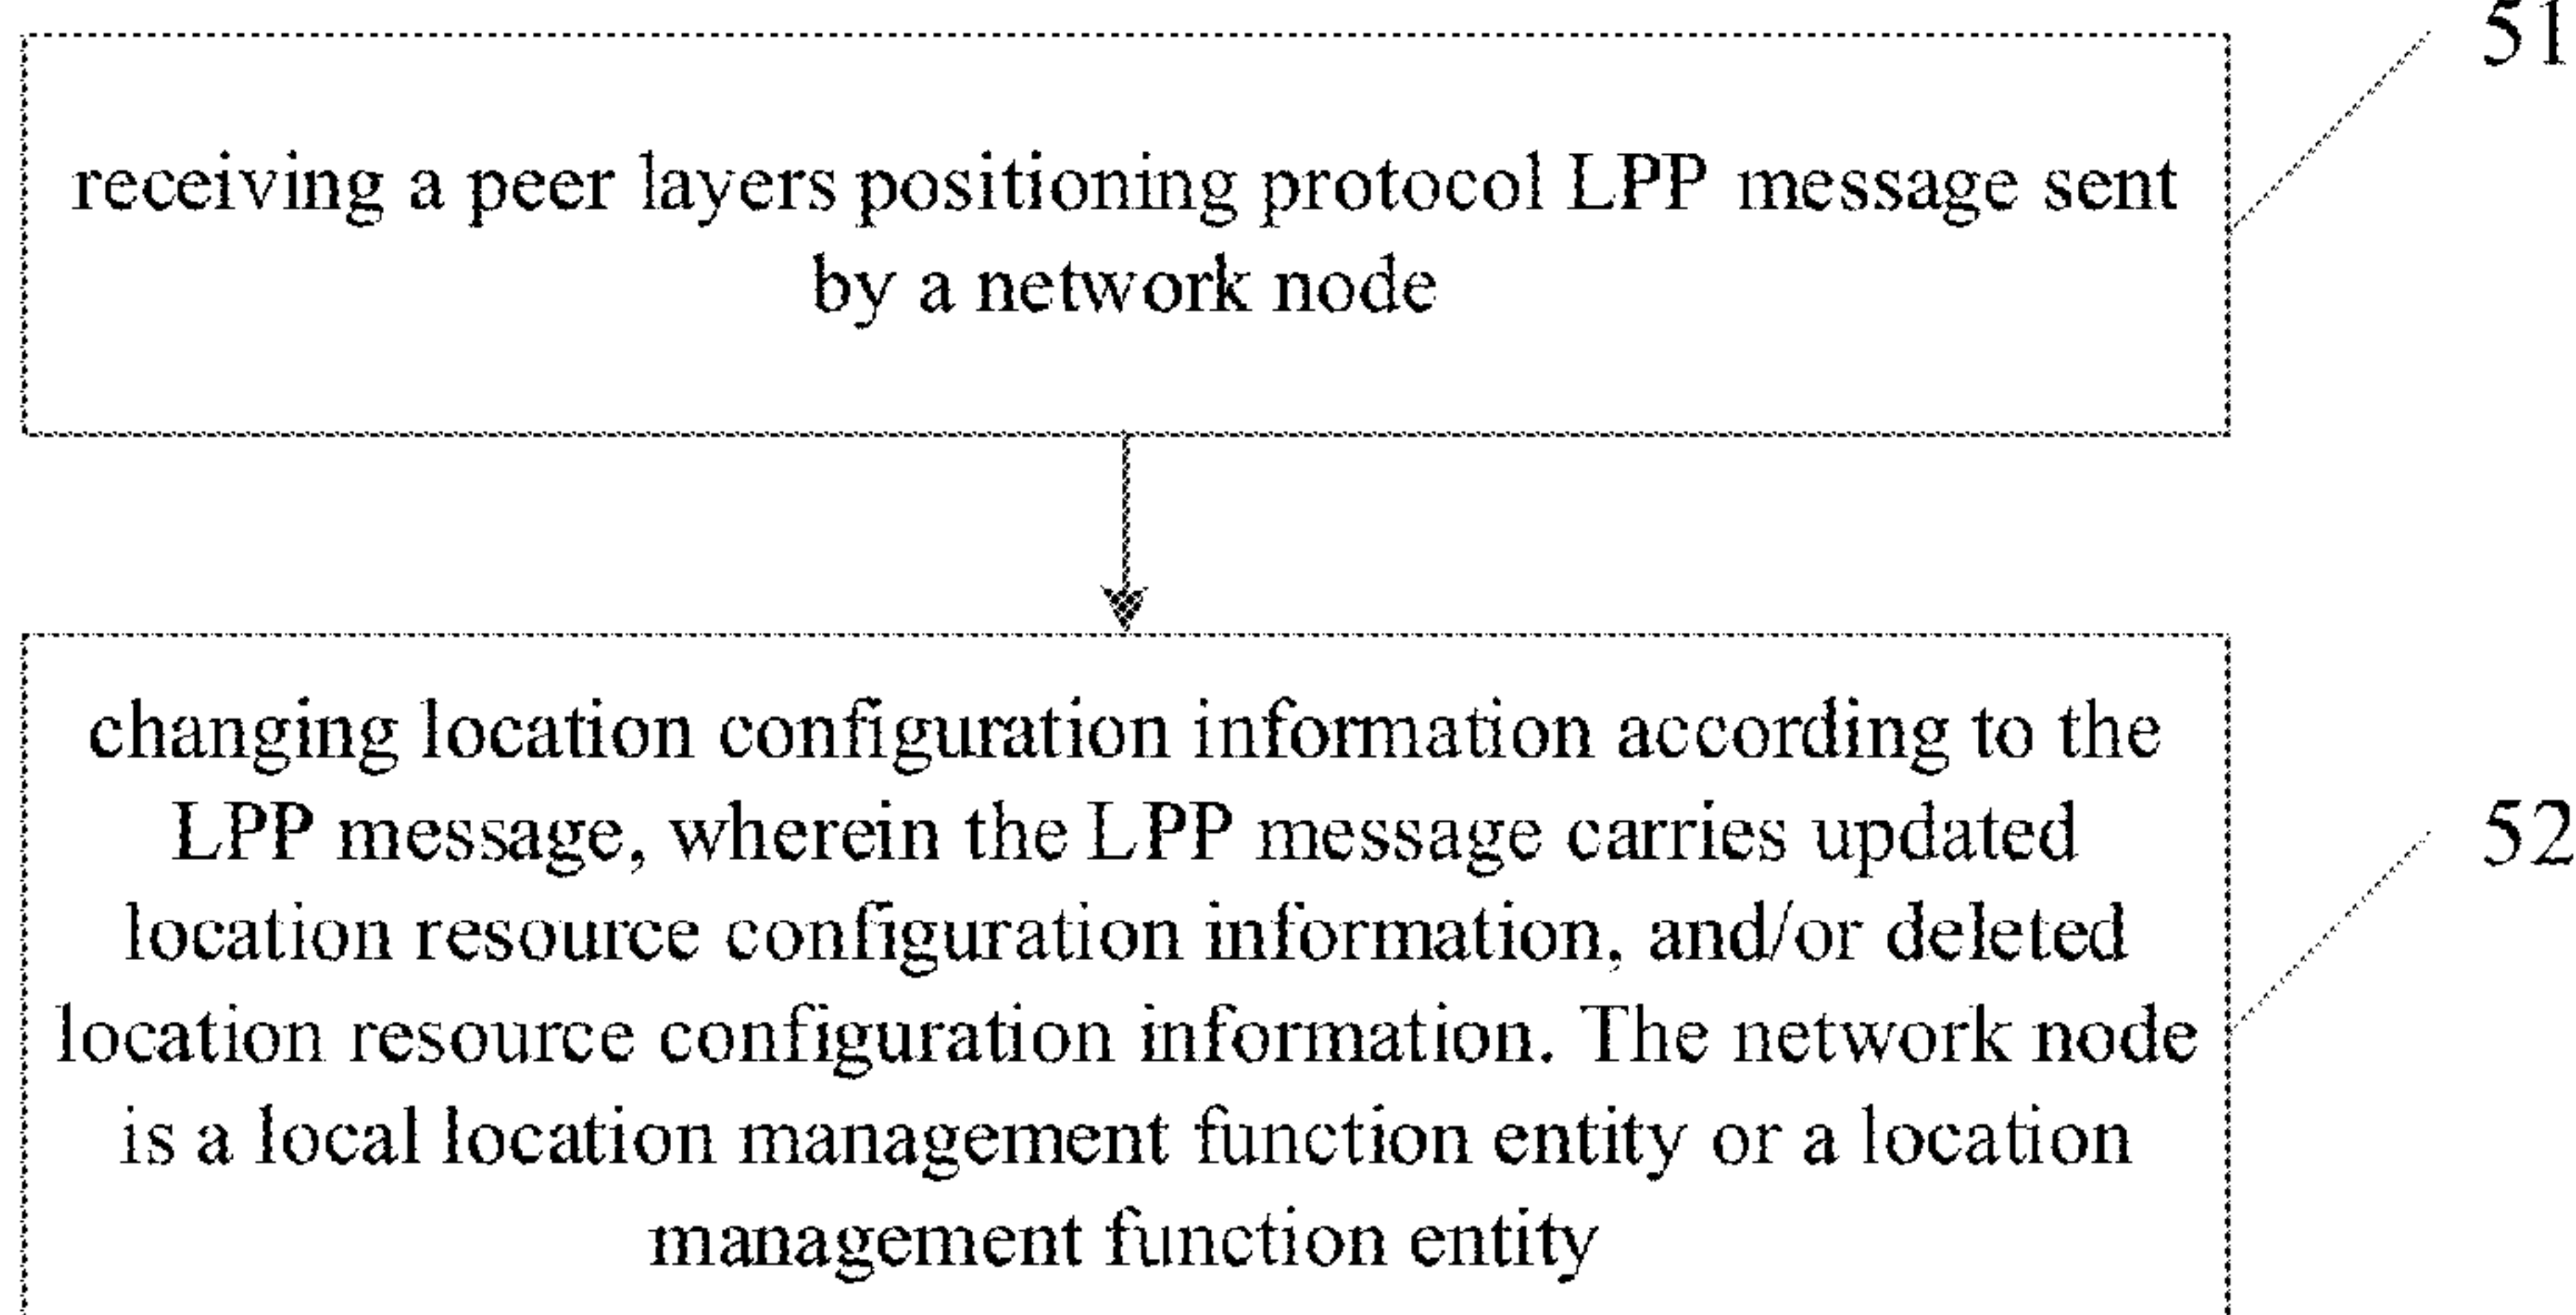 51
receiving a peer layers positioning protocol LPP message sent
by a network node
changing location configuration information according to the
LPP message, wherein the LPP message carries updated
location resource configuration information, and/or deleted
location resource configuration information. The network node
is a local location management function entity or a location
management function entity
52